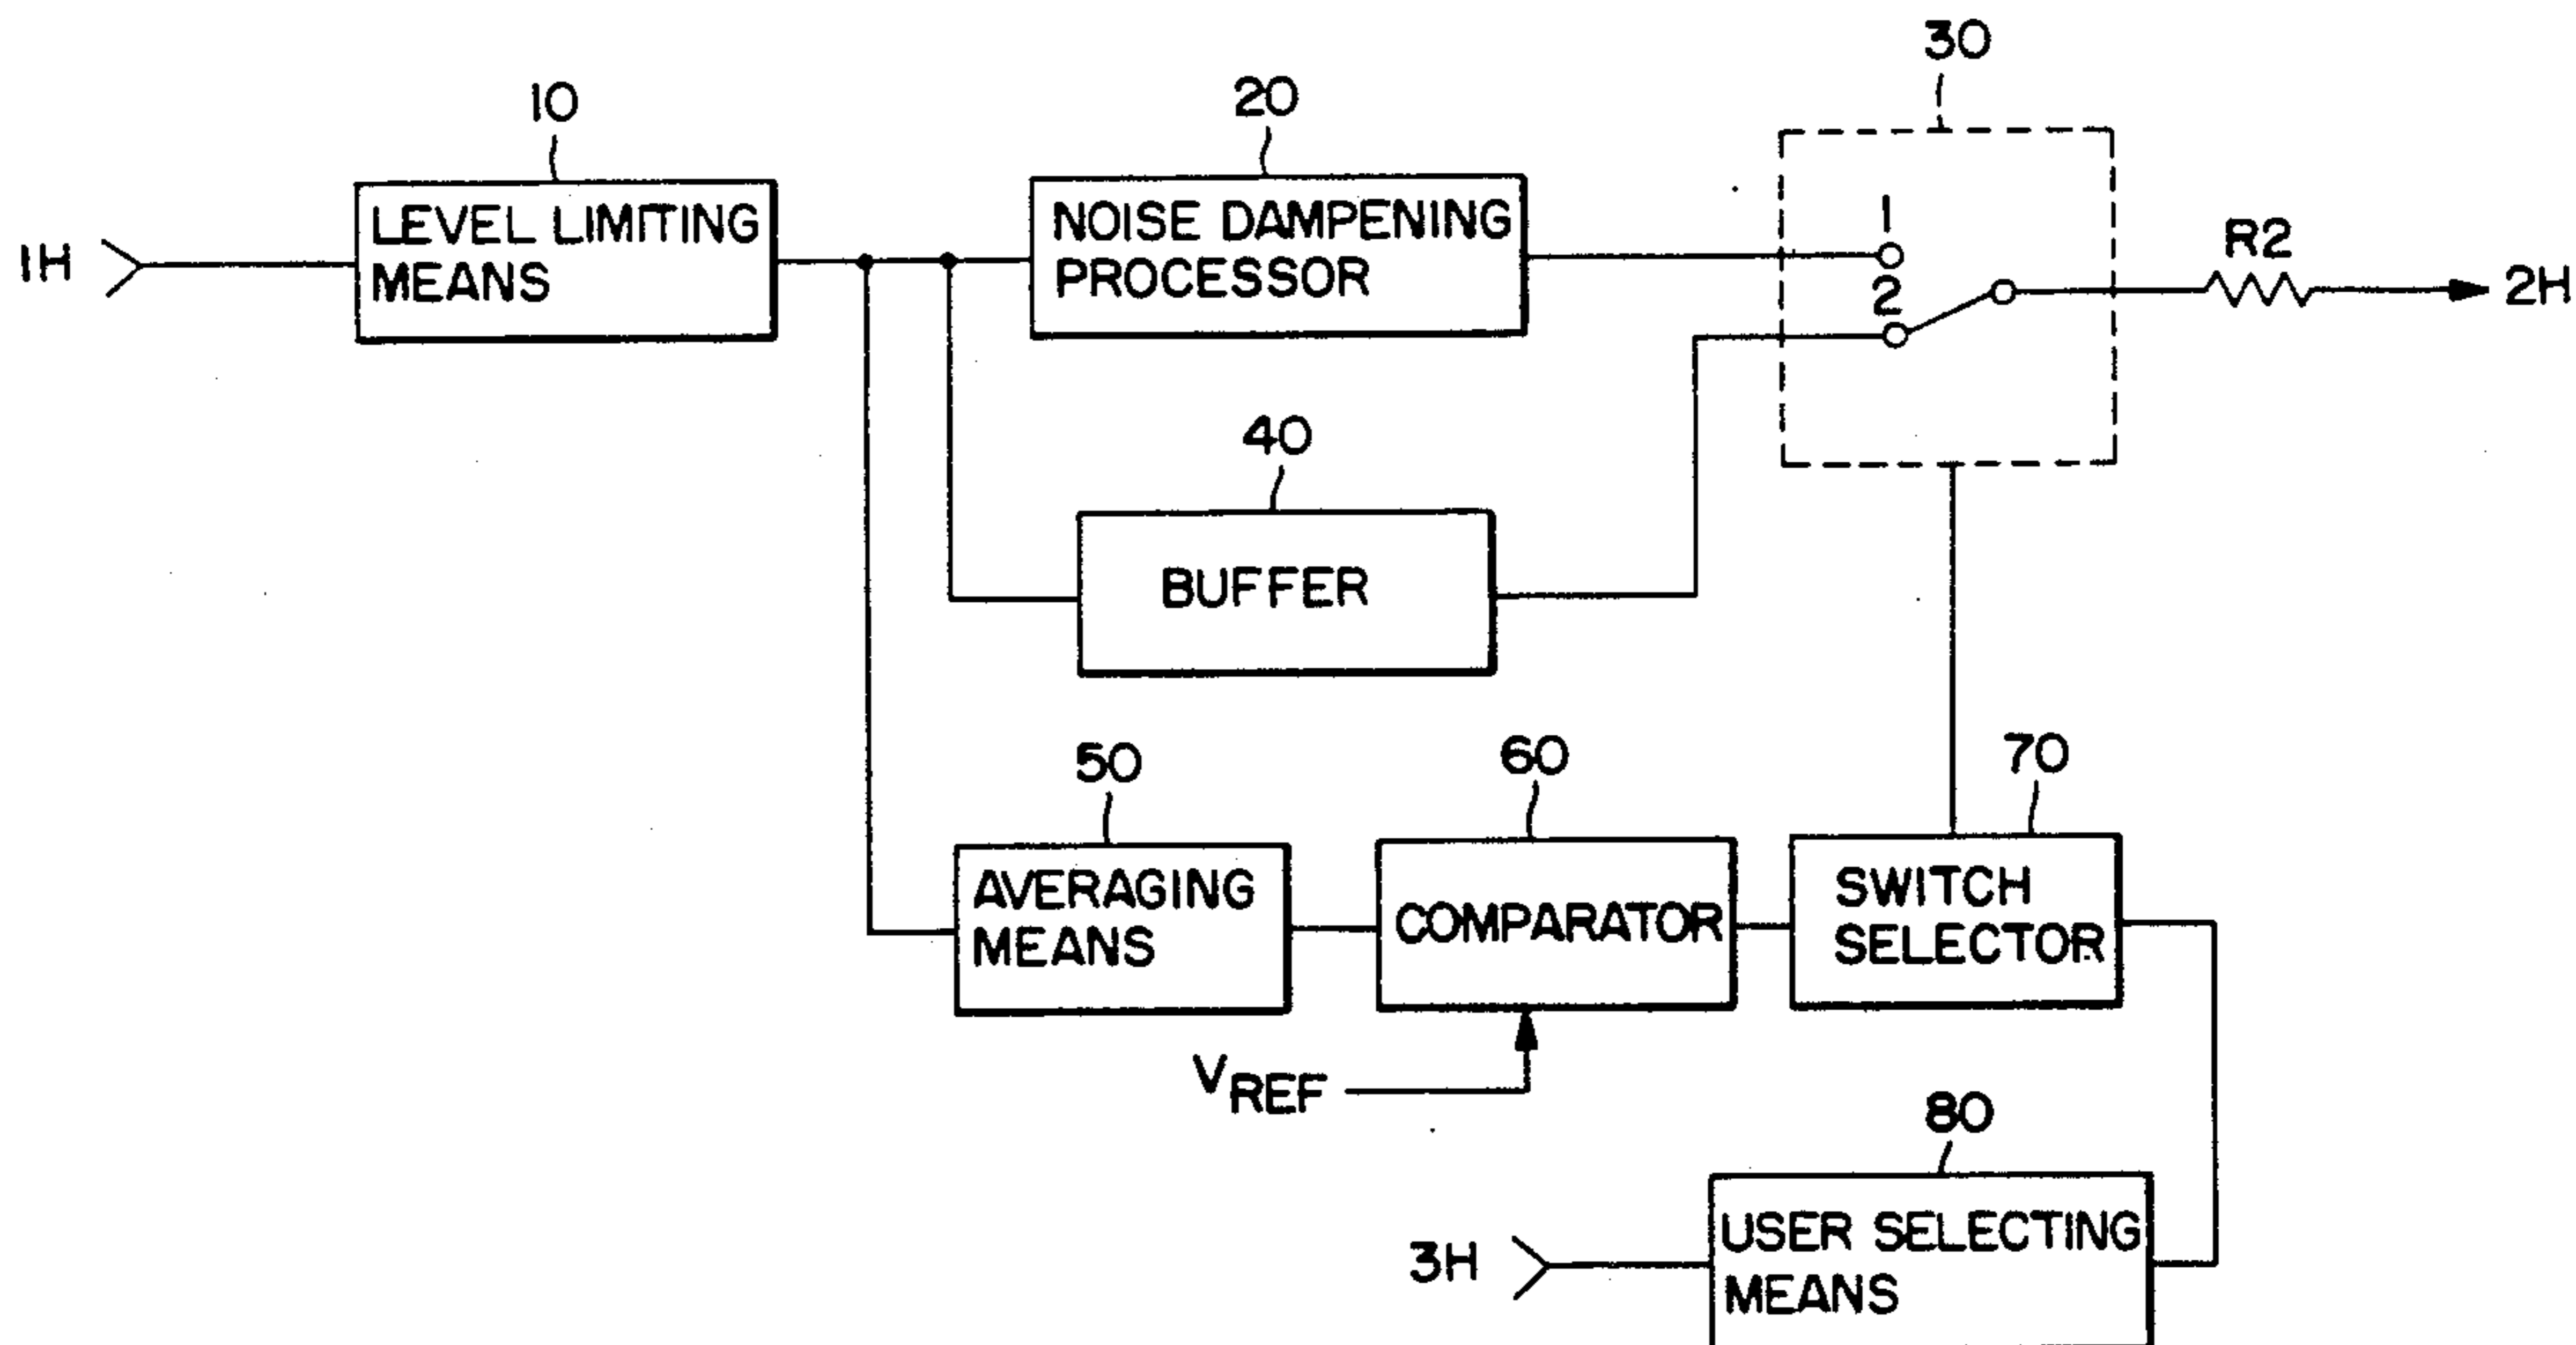 30
10
20
1H
LEVEL LIMITING
MEANS
NOISE DAMPENING
PROCESSOR
1
2
R2
2H
40
BUFFER
50
60
70
AVERAGING
MEANS
COMPARATOR
SWITCH
SELECTOR
VREF
80
3H
USER SELECTING
MEANS